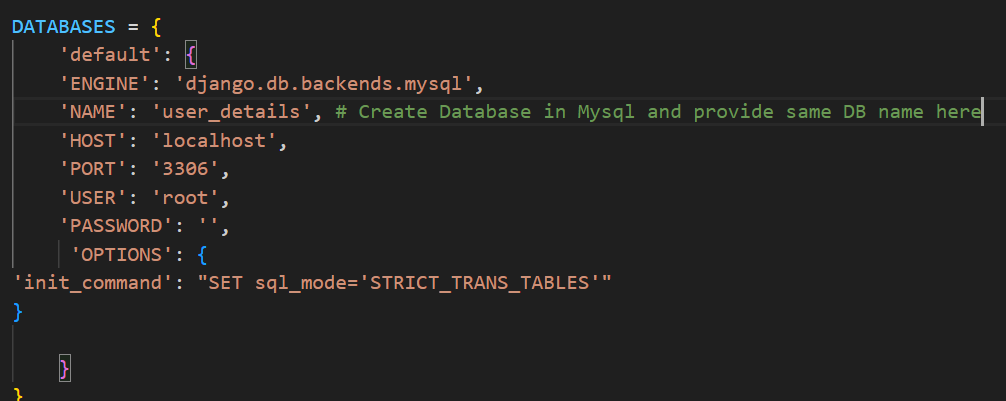 DATABASES = {
'default': {
'ENGINE': 'django.db.backends.mysql',
'NAME': 'user_details', # Create Database in Mysql and provide same DB name here
'HOST': 'localhost',
'PORT': '3306',
'USER': 'root',
'PASSWORD': '',
'OPTIONS': {
'init_command': "SET sql_mode='STRICT_TRANS_TABLES'"
}
}
}